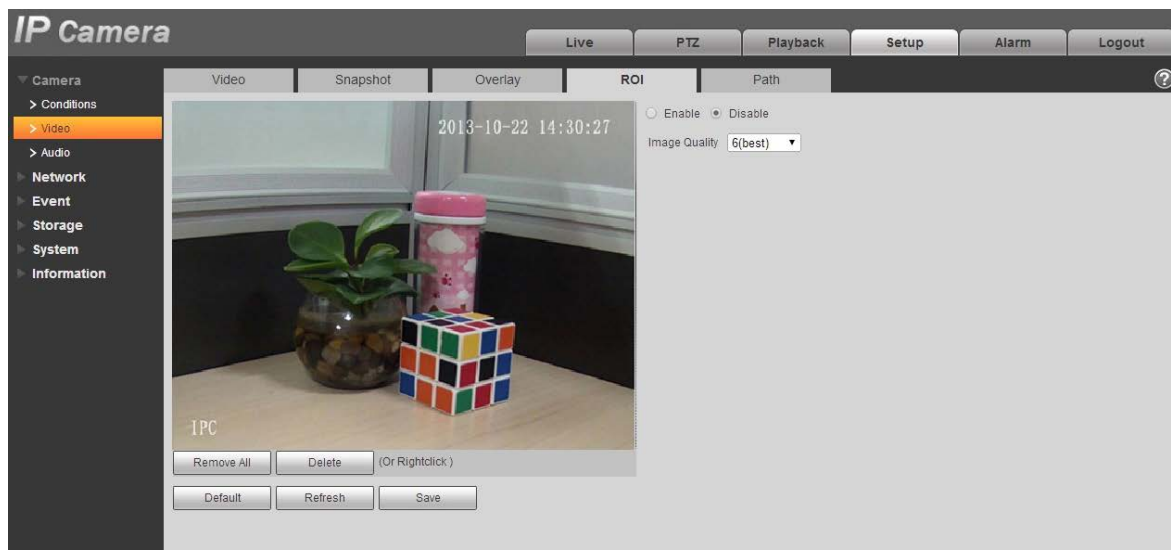 IP Camera
Live
PTZ
Playback
Setup
Alarm
Logout
Camera
> Conditions
> Video
> Audio
Network
Event
Storage
System
Information
Video
Snapshot
Overlay
ROI
Path
?
2013-10-22 14:30:27
IPC
Enable
Disable
Image Quality 6(best)
Remove All
Delete
(Or Rightclick )
Default
Refresh
Save